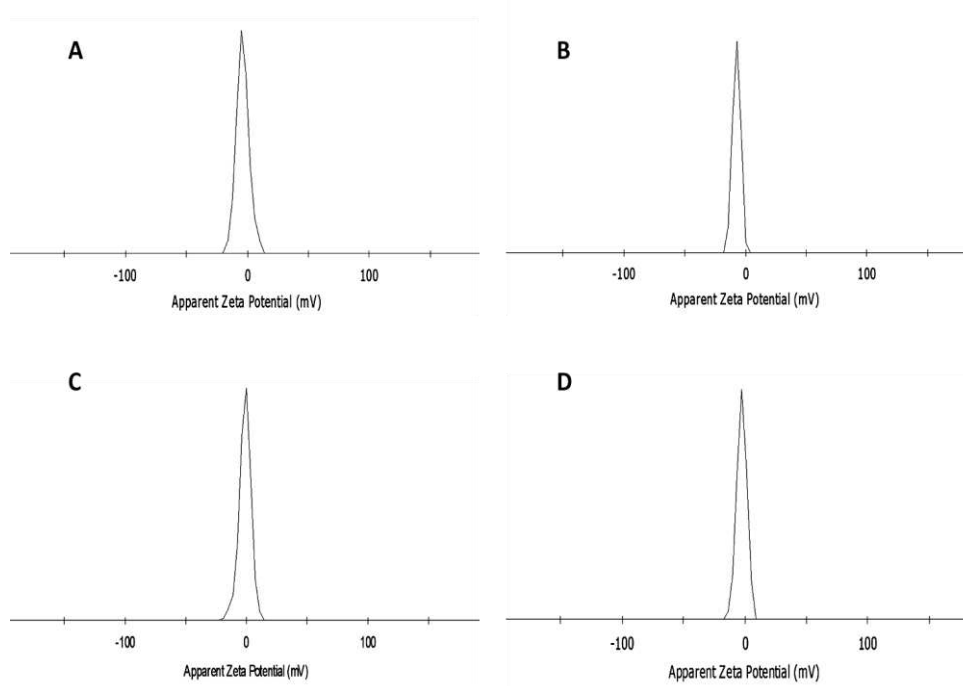 A
B
-100 0 100
Apparent Zeta Potential (mV)
-100 0 100
Apparent Zeta Potential (mV)
C
D
-100 0 100
Apparent Zeta Potential (mV)
-100 0 100
Apparent Zeta Potential (mV)